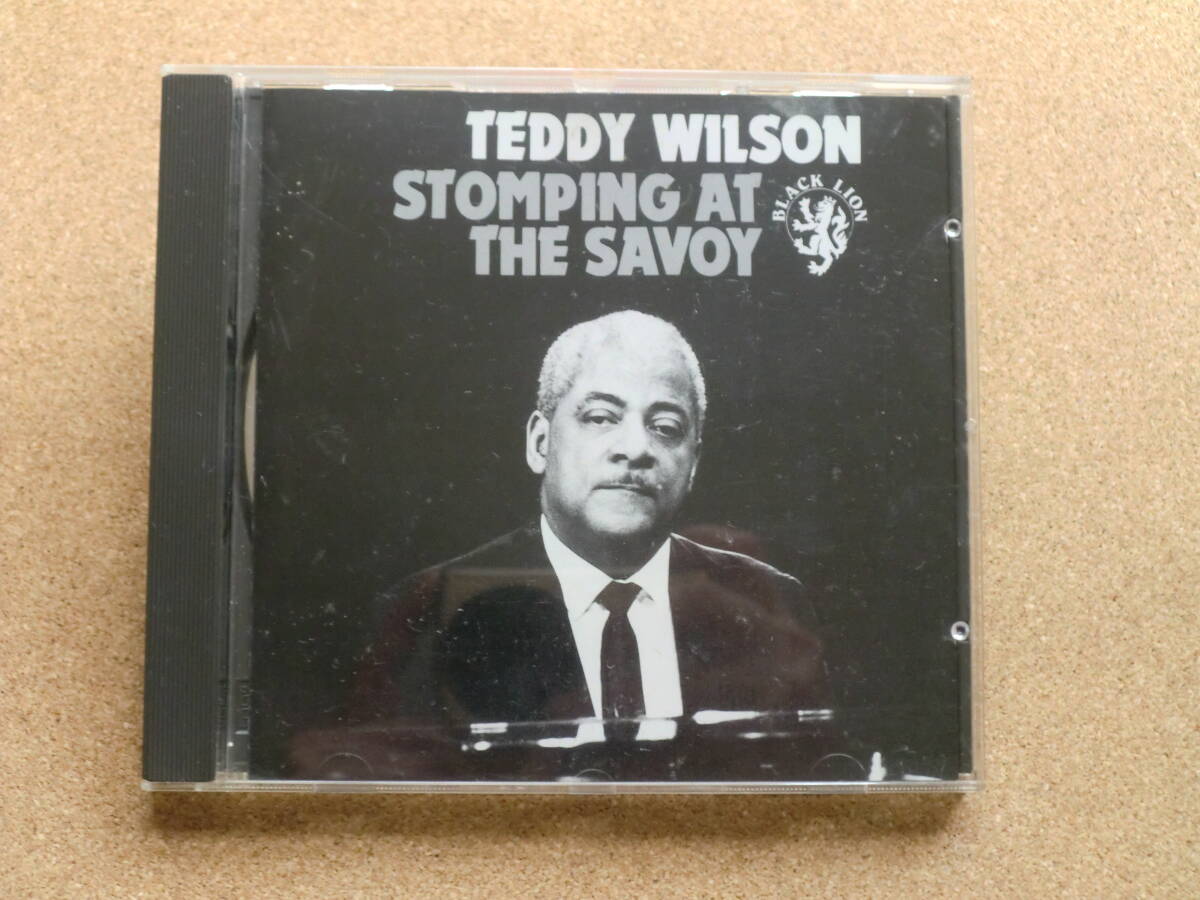 TEDDY WILSON
STOMPING AT
THE SAVOY
BLACK LION